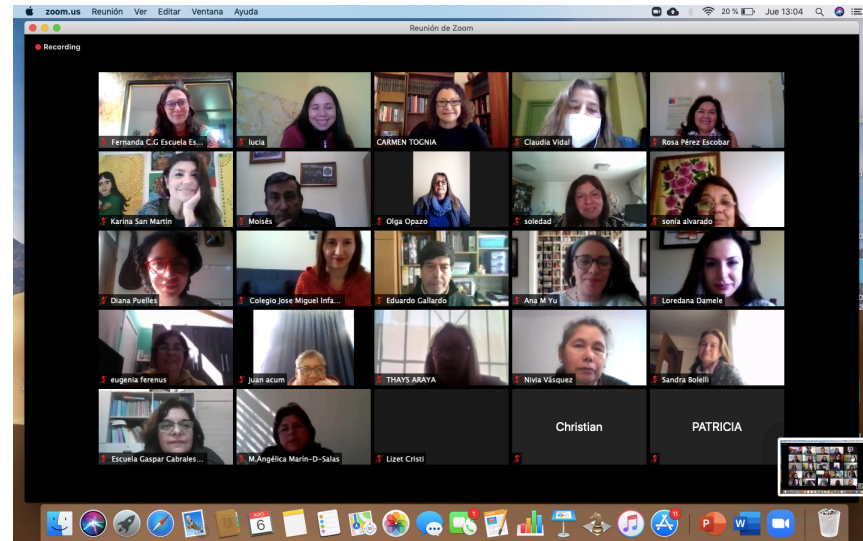 zoom.us Reunión Ver Editar Ventana Ayuda 20 % Jue 13:04
Reunión de Zoom
Recording
Fernanda C.G Escuela Es...
lucia
CARMEN TOGNIA
Claudia Vidal
Rosa Pérez Escobar
Karina San Martin
Moisés
Olga Opazo
soledad
sonia alvarado
Diana Puelles
Colegio Jose Miguel Infa...
Eduardo Gallardo
Ana M Yu
Loredana Damele
eugenia ferenus
juan acum
THAYS ARAYA
Nivia Vásquez
Sandra Bolelli
Escuela Gaspar Cabrales...
M.Angélica Marín-D-Salas
Lizet Cristi
Christian
PATRICIA
AGO
6
1
11
P
W